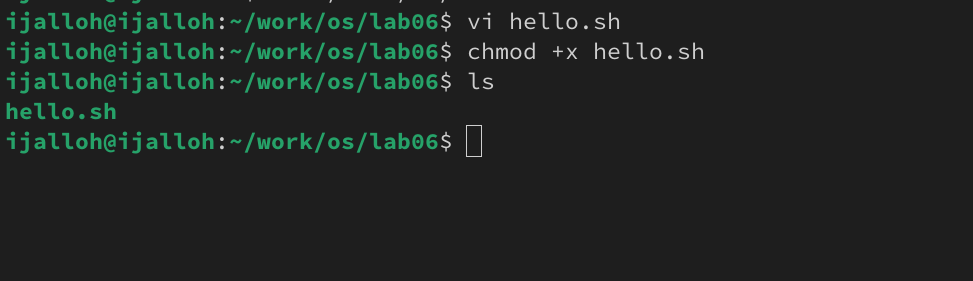 ijalloh@ijalloh:~/work/os/lab06$ vi hello.sh
ijalloh@ijalloh:~/work/os/lab06$ chmod +x hello.sh
ijalloh@ijalloh:~/work/os/lab06$ ls
hello.sh
ijalloh@ijalloh:~/work/os/lab06$